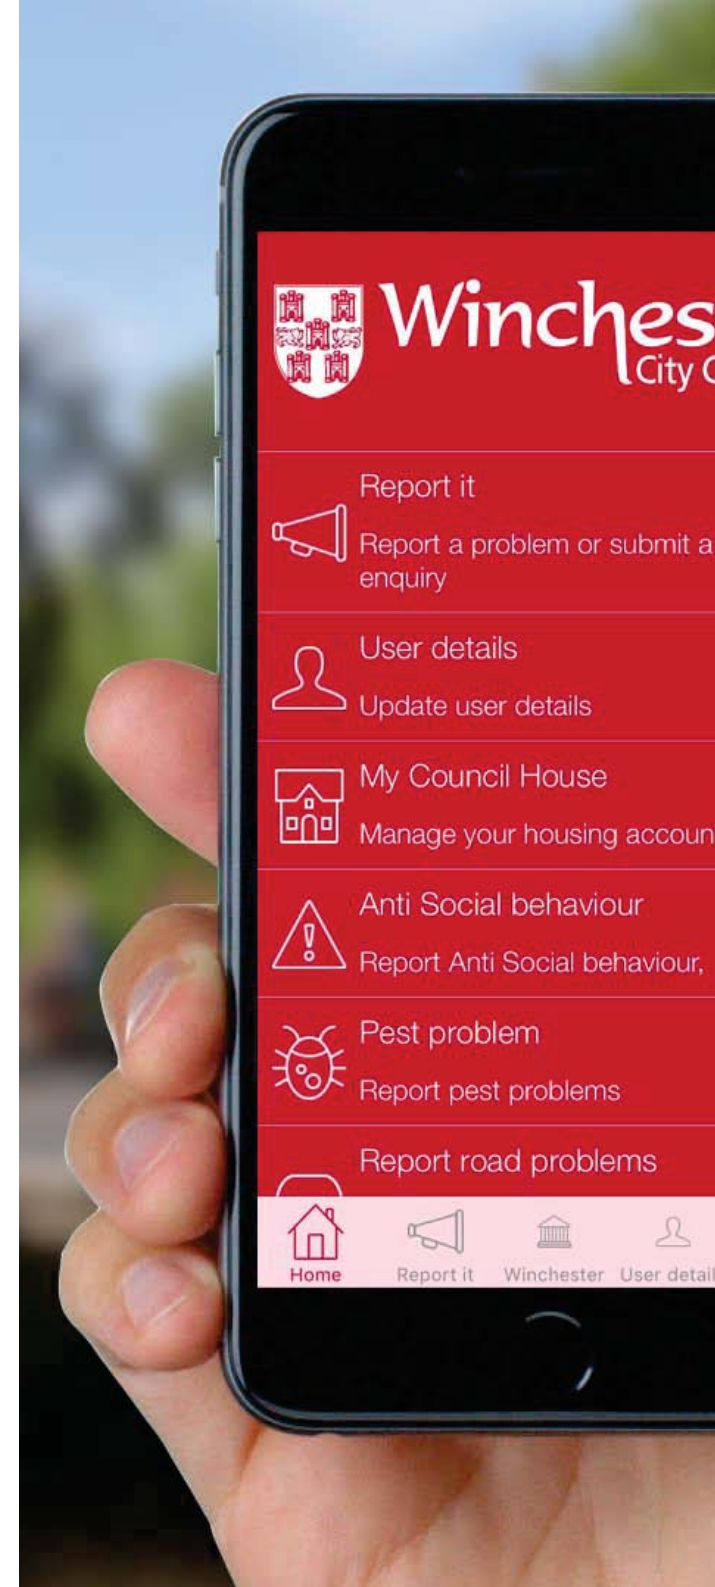 Winches
City C
Report it
Report a problem or submit a
enquiry
User details
Update user details
My Council House
Manage your housing accoun
Anti Social behaviour
Report Anti Social behaviour,
Pest problem
Report pest problems
Report road problems
Home Report it Winchester User detail